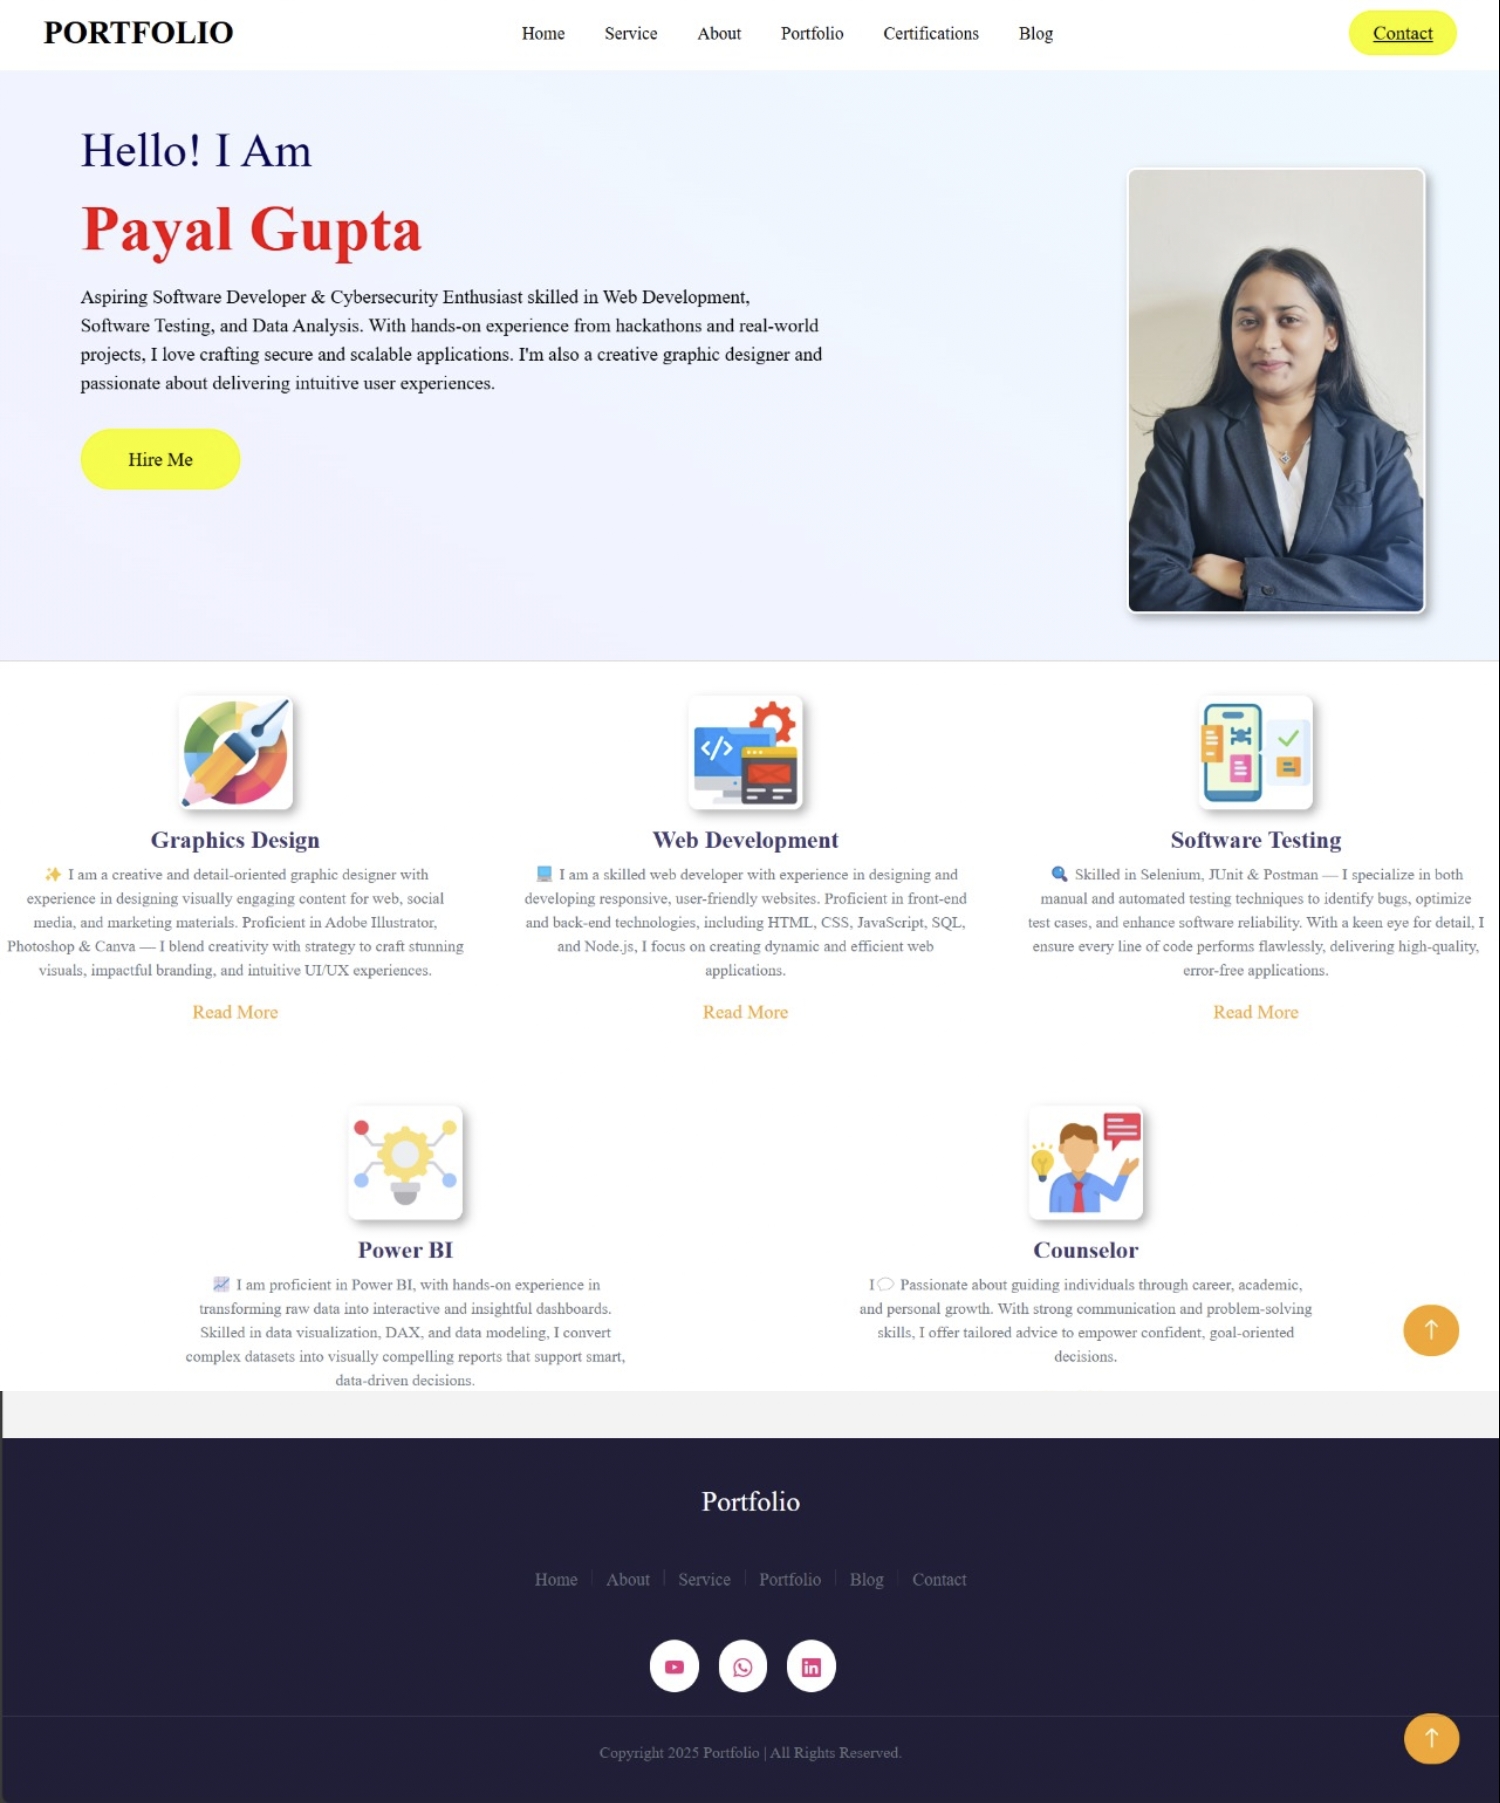 PORTFOLIO
Home Service About Portfolio Certifications Blog Contact
Hello! I Am
Payal Gupta
Aspiring Software Developer & Cybersecurity Enthusiast skilled in Web Development,
Software Testing, and Data Analysis. With hands-on experience from hackathons and real-world
projects, I love crafting secure and scalable applications. I'm also a creative graphic designer and
passionate about delivering intuitive user experiences.
Hire Me
Graphics Design
✨ I am a creative and detail-oriented graphic designer with
experience in designing visually engaging content for web, social
media, and marketing materials. Proficient in Adobe Illustrator,
Photoshop & Canva — I blend creativity with strategy to craft stunning
visuals, impactful branding, and intuitive UI/UX experiences.
Read More
Web Development
💻 I am a skilled web developer with experience in designing and
developing responsive, user-friendly websites. Proficient in front-end
and back-end technologies, including HTML, CSS, JavaScript, SQL,
and Node.js, I focus on creating dynamic and efficient web
applications.
Read More
Software Testing
🔍 Skilled in Selenium, JUnit & Postman — I specialize in both
manual and automated testing techniques to identify bugs, optimize
test cases, and enhance software reliability. With a keen eye for detail, I
ensure every line of code performs flawlessly, delivering high-quality,
error-free applications.
Read More
Power BI
📈 I am proficient in Power BI, with hands-on experience in
transforming raw data into interactive and insightful dashboards.
Skilled in data visualization, DAX, and data modeling, I convert
complex datasets into visually compelling reports that support smart,
data-driven decisions.
Counselor
I💬 Passionate about guiding individuals through career, academic,
and personal growth. With strong communication and problem-solving
skills, I offer tailored advice to empower confident, goal-oriented
decisions.
Portfolio
Home About Service Portfolio Blog Contact
Copyright 2025 Portfolio | All Rights Reserved.